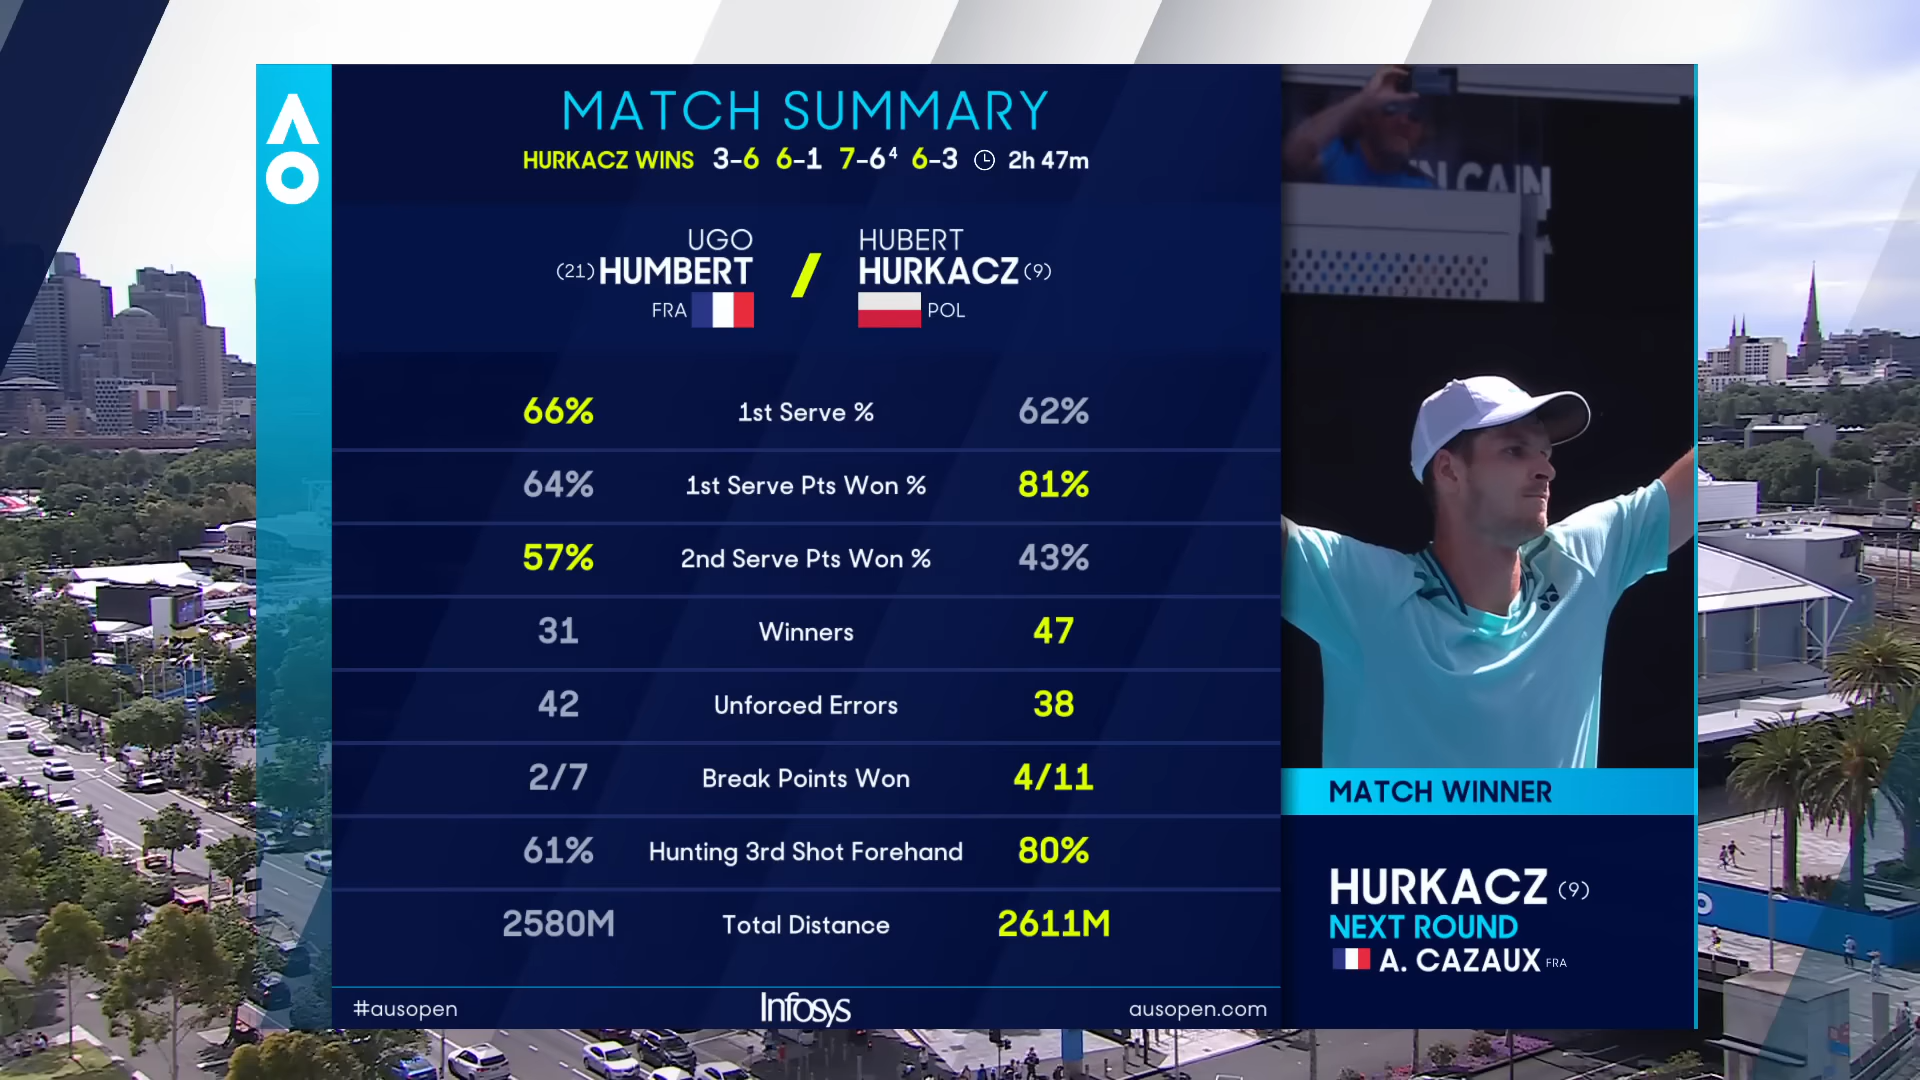 AO
MATCH SUMMARY
HURKACZ WINS 3-6 6-1 7-6⁴ 6-3 2h 47m
UGO
(21) HUMBERT
FRA
HUBERT
HURKACZ (9)
POL
66% 1st Serve % 62%
64% 1st Serve Pts Won % 81%
57% 2nd Serve Pts Won % 43%
31 Winners 47
42 Unforced Errors 38
2/7 Break Points Won 4/11
61% Hunting 3rd Shot Forehand 80%
2580M Total Distance 2611M
#ausopen Infosys ausopen.com
MATCH WINNER
HURKACZ (9)
NEXT ROUND
A. CAZAUX FRA